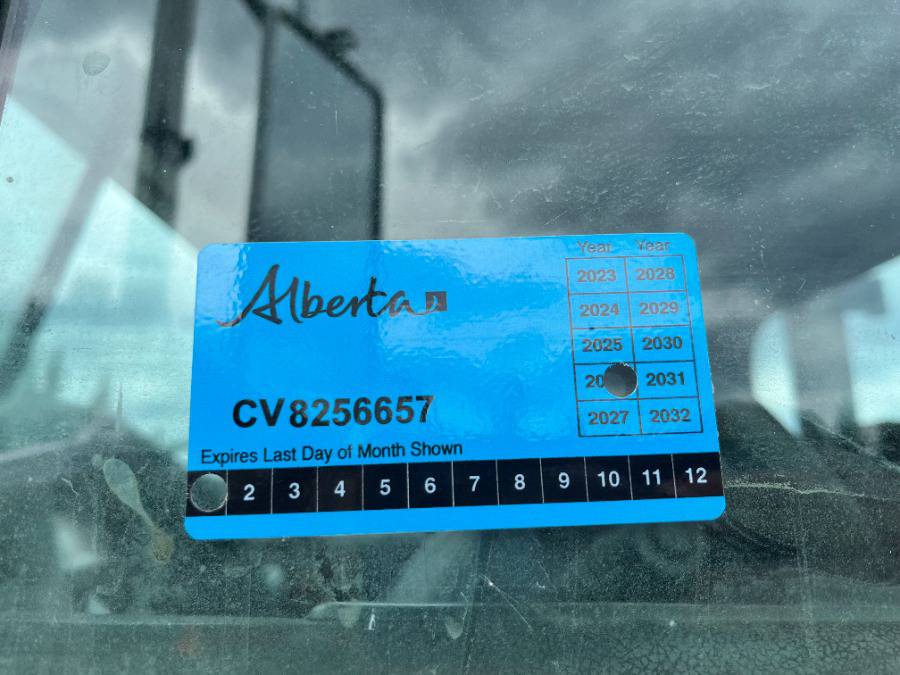 Alberta
Year Year
2023 2028
2024 2029
2025 2030
20 2031
2027 2032
CV8256657
Expires Last Day of Month Shown
2 3 4 5 6 7 8 9 10 11 12